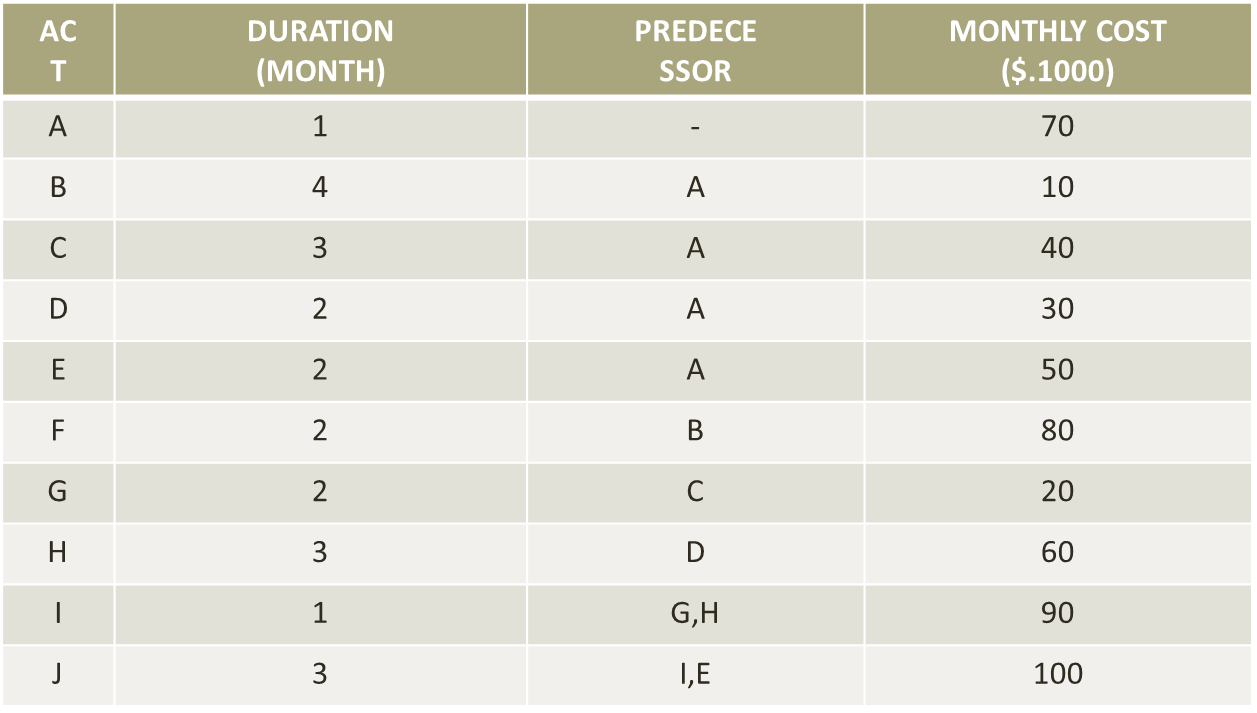 AC
T
DURATION
(MONTH)
PREDECE
SSOR
MONTHLY COST
($.1000)
A 1 - 70
B 4 A 10
C 3 A 40
D 2 A 30
E 2 A 50
F 2 B 80
G 2 C 20
H 3 D 60
I 1 G,H 90
J 3 I,E 100